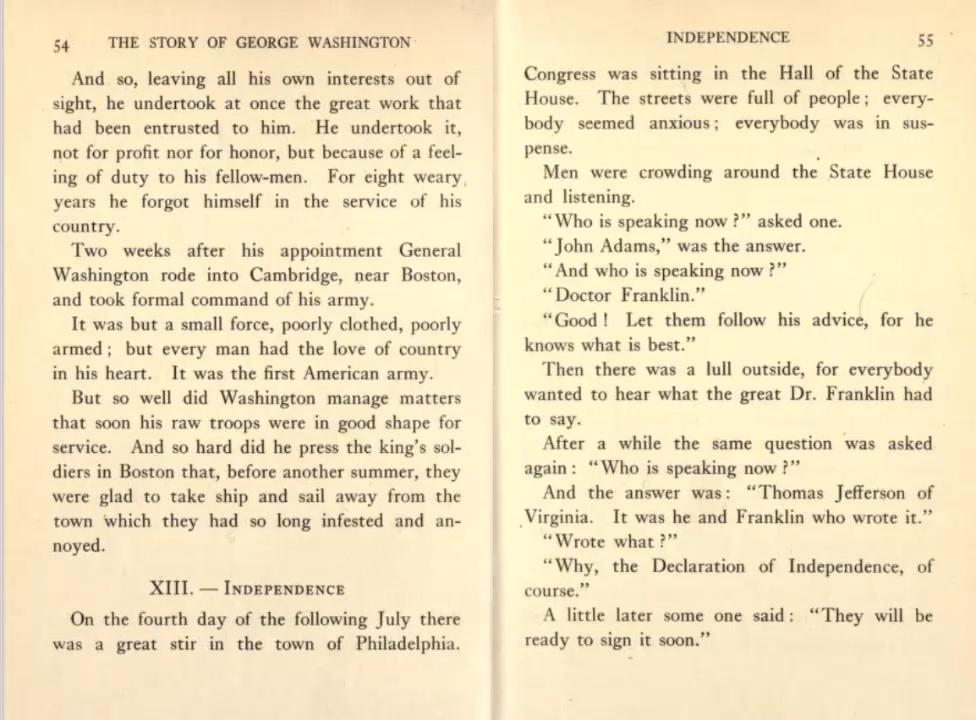 54 THE STORY OF GEORGE WASHINGTON
And so, leaving all his own interests out of
sight, he undertook at once the great work that
had been entrusted to him. He undertook it,
not for profit nor for honor, but because of a feel-
ing of duty to his fellow-men. For eight weary
years he forgot himself in the service of his
country.
Two weeks after his appointment General
Washington rode into Cambridge, near Boston,
and took formal command of his army.
It was but a small force, poorly clothed, poorly
armed; but every man had the love of country
in his heart. It was the first American army.
But so well did Washington manage matters
that soon his raw troops were in good shape for
service. And so hard did he press the king's sol-
diers in Boston that, before another summer, they
were glad to take ship and sail away from the
town which they had so long infested and an-
noyed.
XIII. — INDEPENDENCE
On the fourth day of the following July there
was a great stir in the town of Philadelphia.
INDEPENDENCE 55
Congress was sitting in the Hall of the State
House. The streets were full of people; every-
body seemed anxious; everybody was in sus-
pense.
Men were crowding around the State House
and listening.
"Who is speaking now?" asked one.
"John Adams," was the answer.
"And who is speaking now?"
"Doctor Franklin."
"Good! Let them follow his advice, for he
knows what is best."
Then there was a lull outside, for everybody
wanted to hear what the great Dr. Franklin had
to say.
After a while the same question was asked
again: "Who is speaking now?"
And the answer was: "Thomas Jefferson of
Virginia. It was he and Franklin who wrote it."
"Wrote what?"
"Why, the Declaration of Independence, of
course."
A little later some one said: "They will be
ready to sign it soon."